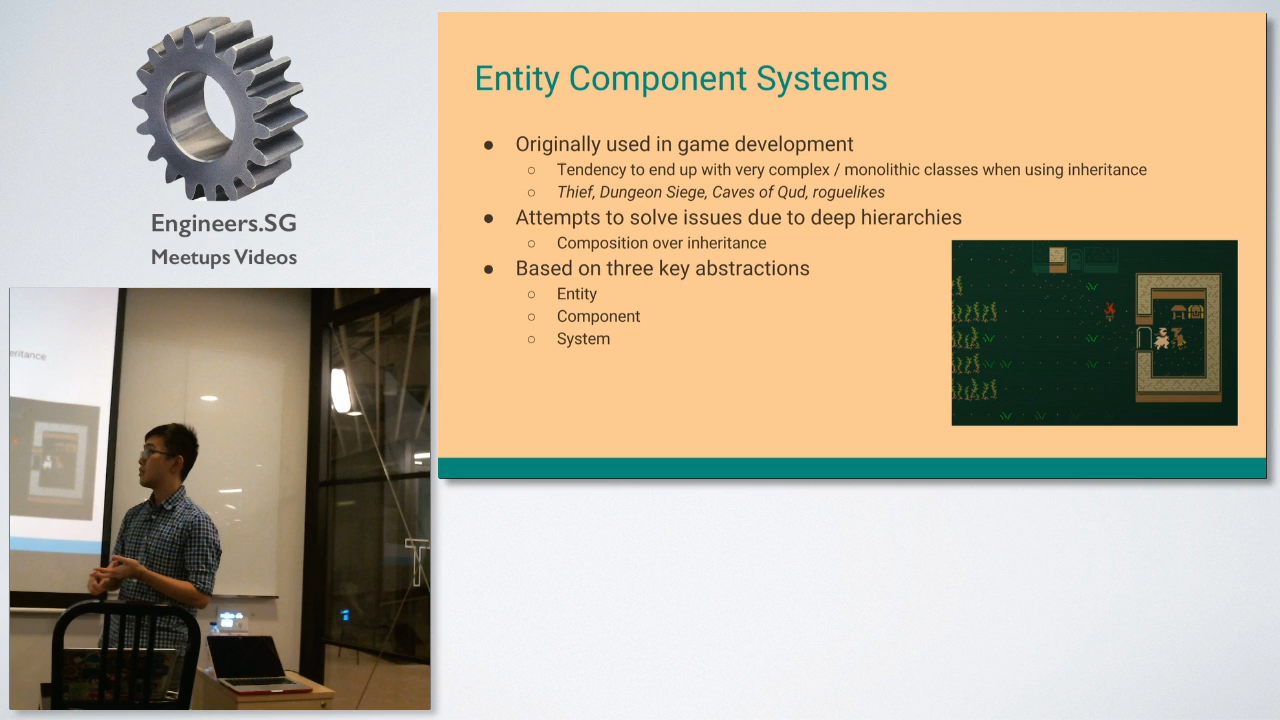 Engineers.SG
Meetups Videos
Entity Component Systems
● Originally used in game development
○ Tendency to end up with very complex / monolithic classes when using inheritance
○ Thief, Dungeon Siege, Caves of Qud, roguelikes
● Attempts to solve issues due to deep hierarchies
○ Composition over inheritance
● Based on three key abstractions
○ Entity
○ Component
○ System
eritance
T